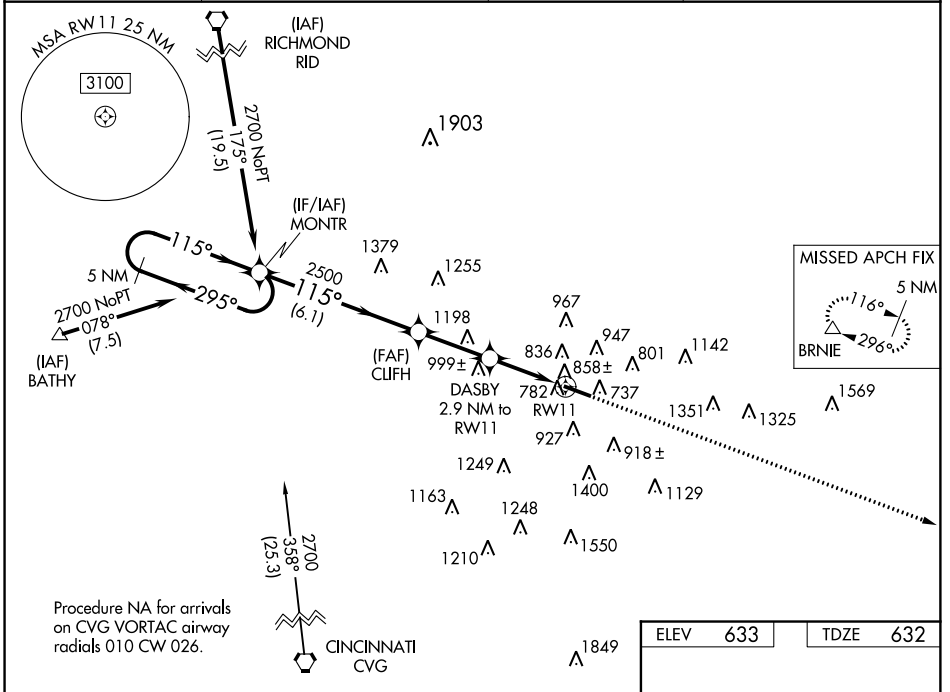 MSA RW11 25 NM
3100
(IAF)
RICHMOND
RID
2700 NoPT
175°
(19.5)
1903
(IF/IAF)
MONTR
115°
5 NM
295°
2700 NoPT
078°
(7.5)
(IAF)
BATHY
2500
115°
(6.1)
1379
1255
1198
(FAF)
CLIFH
999±
DASBY
2.9 NM to
RW11
967
836
947
858±
801
1142
782
RW11
737
1351
1325
1569
927
918±
1249
1400
1129
1163
1248
1210
1550
MISSED APCH FIX
5 NM
116°
296°
BRNIE
2700
358°
(25.3)
CINCINNATI
CVG
Procedure NA for arrivals
on CVG VORTAC airway
radials 010 CW 026.
1849
ELEV 633
TDZE 632